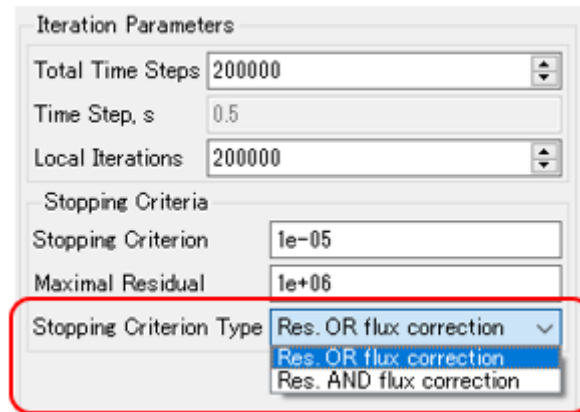 Iteration Parameters
Total Time Steps 200000
Time Step, s 0.5
Local Iterations 200000
Stopping Criteria
Stopping Criterion 1e-05
Maximal Residual 1e+06
Stopping Criterion Type Res. OR flux correction
Res. OR flux correction
Res. AND flux correction